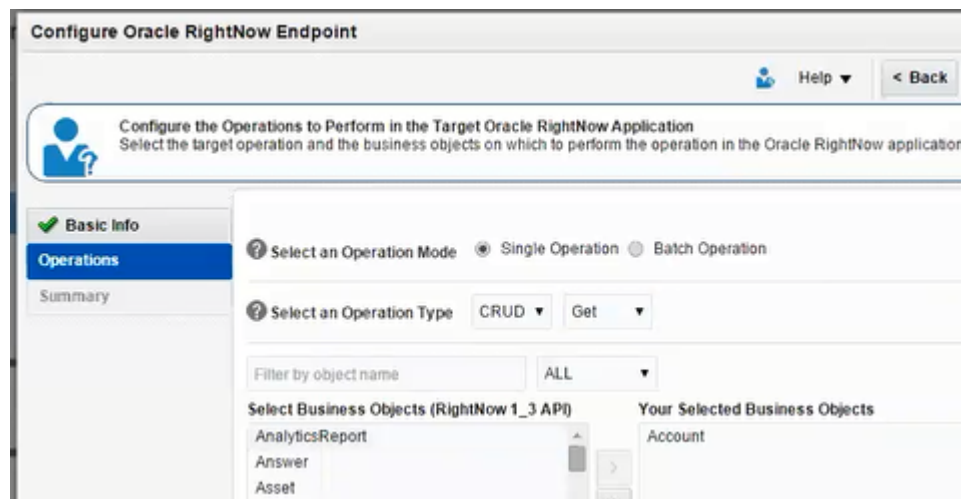 Configure Oracle RightNow Endpoint
Help
< Back
Configure the Operations to Perform in the Target Oracle RightNow Application
Select the target operation and the business objects on which to perform the operation in the Oracle RightNow application
Basic Info
Operations
Summary
Select an Operation Mode Single Operation Batch Operation
Select an Operation Type CRUD Get
Filter by object name ALL
Select Business Objects (RightNow 1_3 API) Your Selected Business Objects
AnalyticsReport Account
Answer
Asset